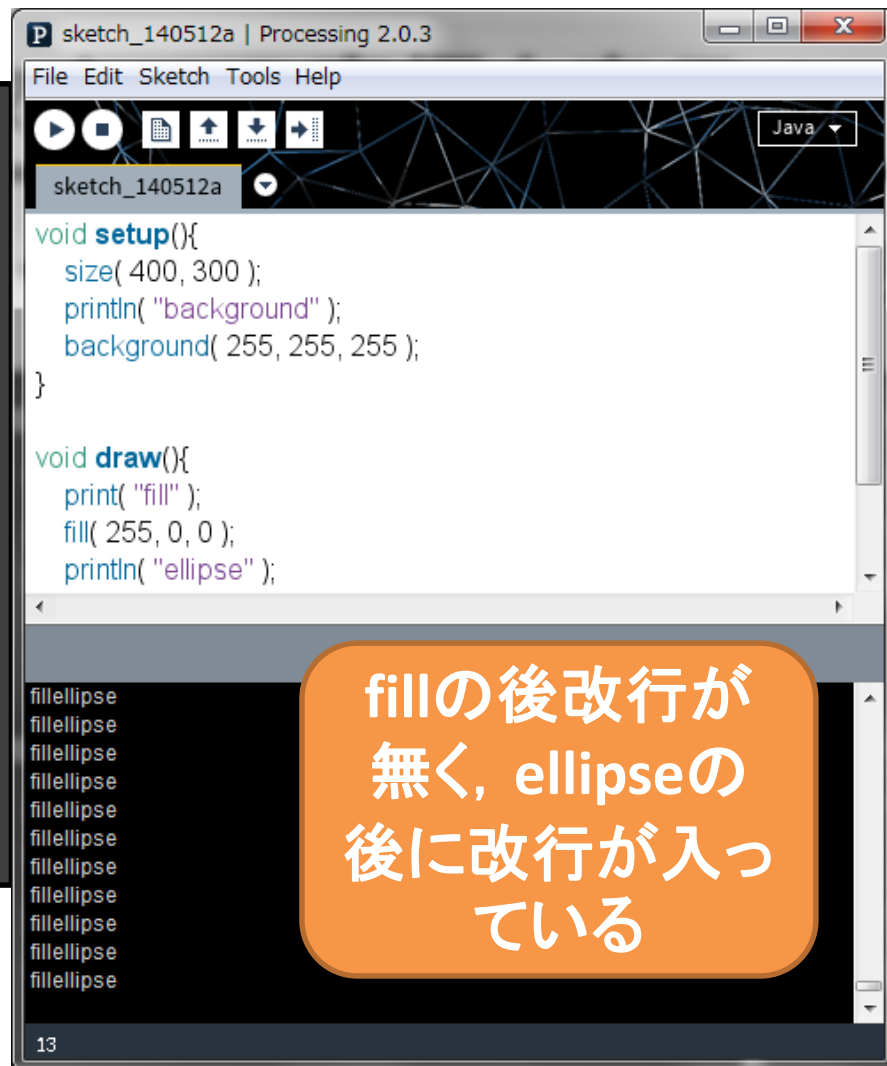 sketch_140512a | Processing 2.0.3
File Edit Sketch Tools Help
Java
sketch_140512a
void setup(){
  size( 400, 300 );
  println( "background" );
  background( 255, 255, 255 );
}

void draw(){
  print( "fill" );
  fill( 255, 0, 0 );
  println( "ellipse" );
fillellipse
fillellipse
fillellipse
fillellipse
fillellipse
fillellipse
fillellipse
fillellipse
fillellipse
fillellipse
fillellipse
fillの後改行が
無く，ellipseの
後に改行が入っ
ている
13